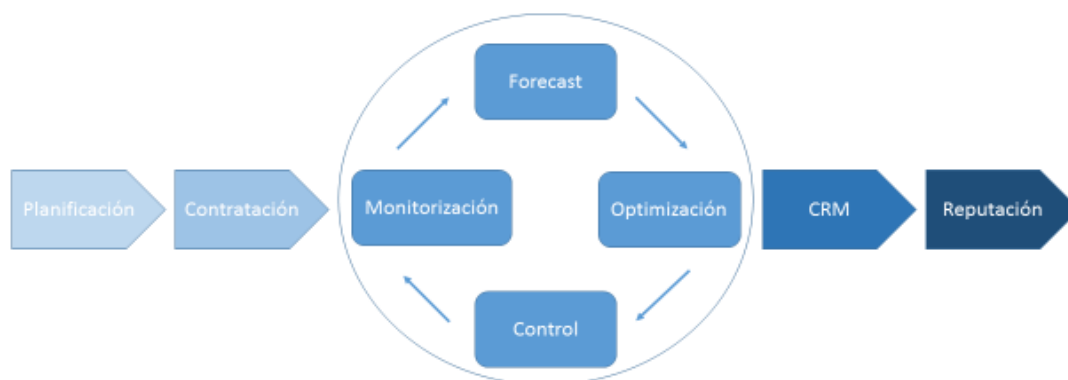 Forecast
Planificación
Contratación
Monitorización
Optimización
CRM
Reputación
Control